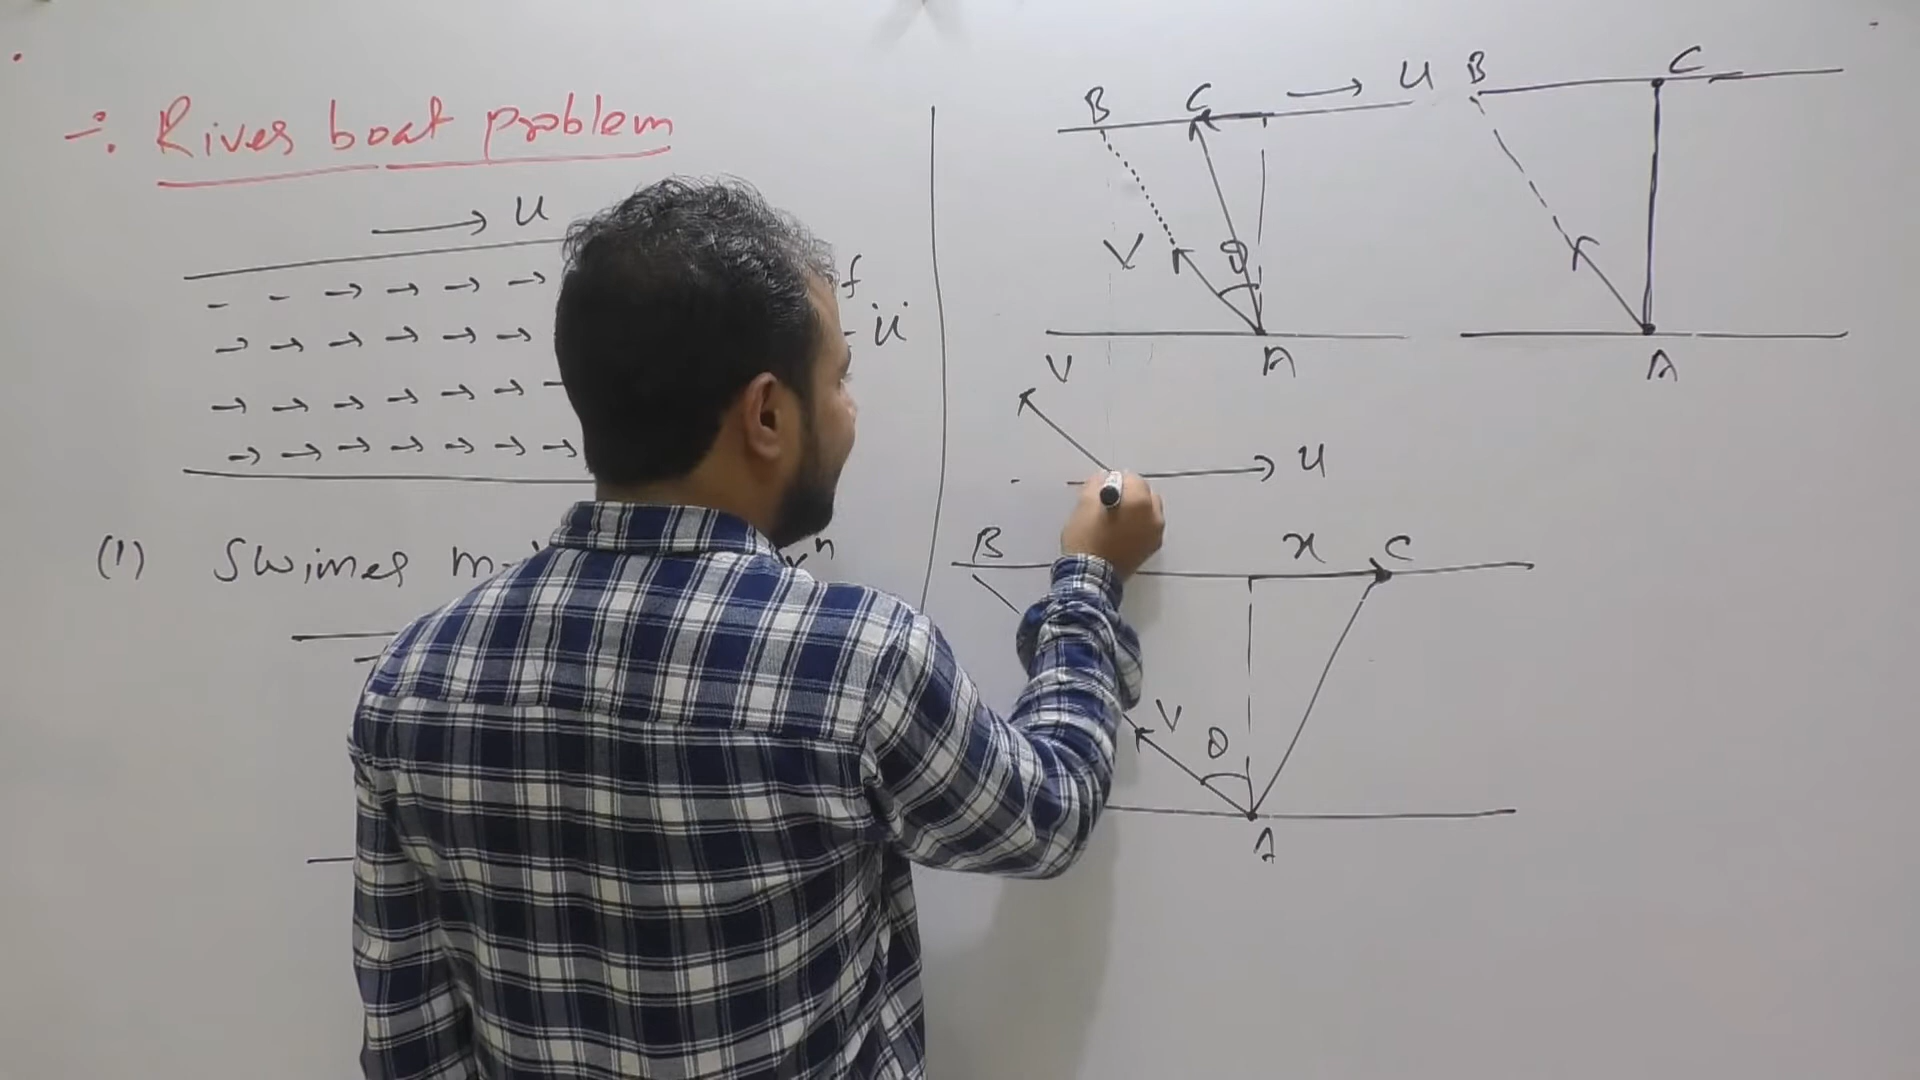 River boat problem
u
f
u
(1) Swimer
B C u
V θ
A
B C
A
V
u
B x C
V θ
A